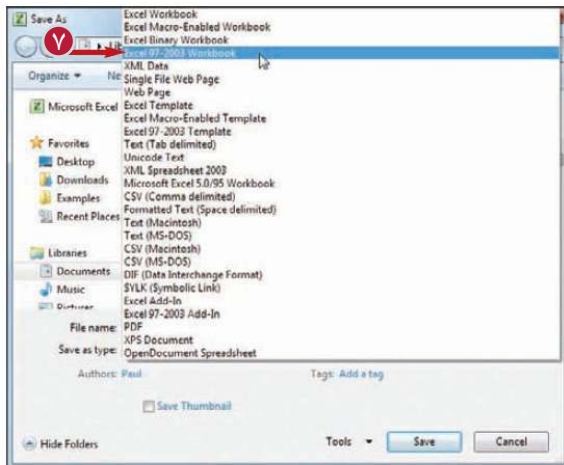 Save As
Excel Workbook
Excel Macro-Enabled Workbook
Excel Binary Workbook
٧
Excel 97-2003 Workbook
XML Data
Single File Web Page
Web Page
Excel Template
Excel Macro-Enabled Template
Excel 97-2003 Template
Text (Tab delimited)
Unicode Text
XML Spreadsheet 2003
Microsoft Excel 5.0/95 Workbook
CSV (Comma delimited)
Formatted Text (Space delimited)
Text (Macintosh)
Text (MS-DOS)
CSV (Macintosh)
CSV (MS-DOS)
DIF (Data Interchange Format)
SYLK (Symbolic Link)
Excel Add-In
Excel 97-2003 Add-In
PDF
XPS Document
OpenDocument Spreadsheet
Organize
Ne
Microsoft Excel
Favorites
Desktop
Downloads
Examples
Recent Places
Libraries
Documents
Music
File name:
Save as type:
Authors: Paul
Tags: Add a tag
Save Thumbnail
Hide Folders
Tools
Save
Cancel